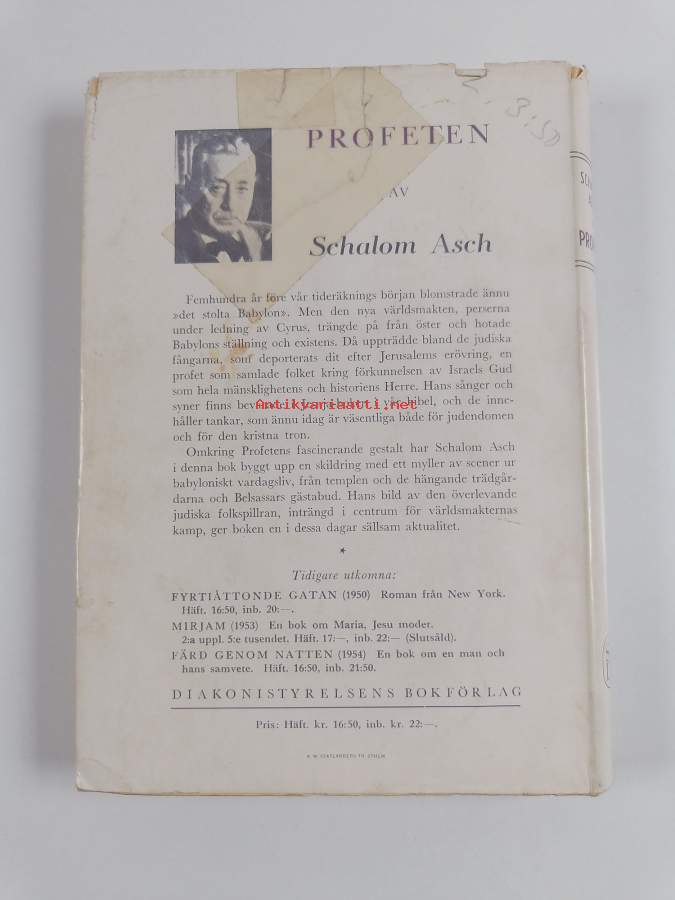 3:50
PROFETEN
AV
Schalom Asch
Femhundra år före vår tideräknings början blomstrade ännu
»det stolta Babylon». Men den nya världsmakten, perserna
under ledning av Cyrus, trängde på från öster och hotade
Babylons ställning och existens. Då uppträdde bland de judiska
fångarna, som deporterats dit efter Jerusalems erövring, en
profet som samlade folket kring förkunnelsen av Israels Gud
som hela mänsklighetens och historiens Herre. Hans sånger och
syner finns i vår bibel, och de inne-
Antikvariaatti.net
håller tankar, som ännu idag är väsentliga både för judendomen
och för den kristna tron.
Omkring Profetens fascinerande gestalt har Schalom Asch
i denna bok byggt upp en skildring med ett myller av scener ur
babyloniskt vardagsliv, från templen och de hängande trädgår-
darna och Belsassars gästabud. Hans bild av den överlevande
judiska folkspillran, inträngd i centrum för världsmakternas
kamp, ger boken en i dessa dagar sällsam aktualitet.
*
Tidigare utkomna:
FYRTIÅTTONDE GATAN (1950) Roman från New York.
Häft. 16:50, inb. 20:—.
MIRJAM (1953) En bok om Maria, Jesu moder.
2:a uppl. 5:e tusendet. Häft. 17:—, inb. 22:— (Slutsåld).
FÄRD GENOM NATTEN (1954) En bok om en man och
hans samvete. Häft. 16:50, inb. 21:50.
DIAKONISTYRELSENS BOKFÖRLAG
Pris: Häft. kr. 16:50, inb. kr. 22:—.